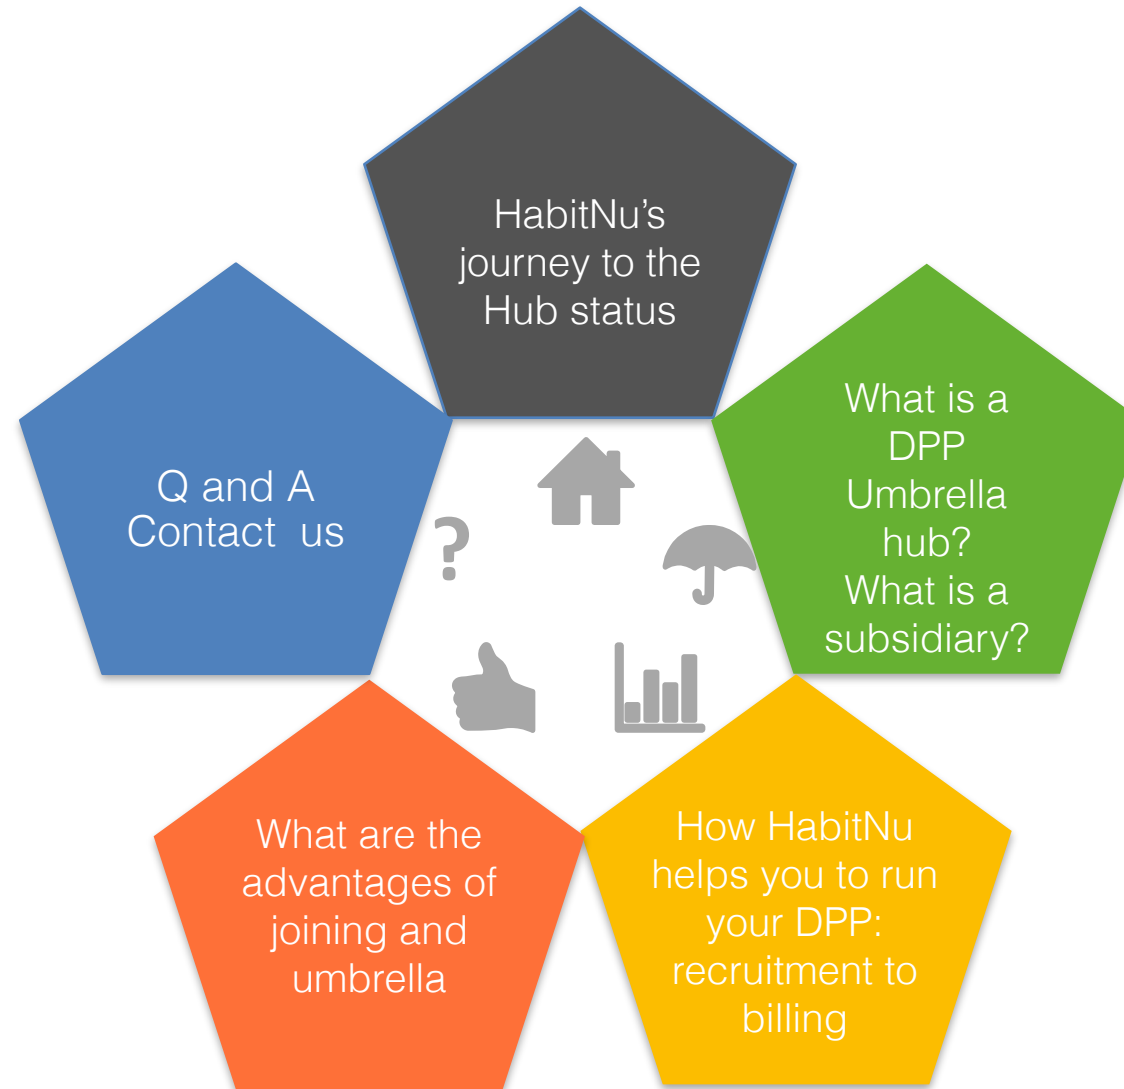 HabitNu’s
journey to the
Hub status
What is a
DPP
Umbrella
hub?
What is a
subsidiary?
How HabitNu
helps you to run
your DPP:
recruitment to
billing
What are the
advantages of
joining and
umbrella
Q and A
Contact  us
?